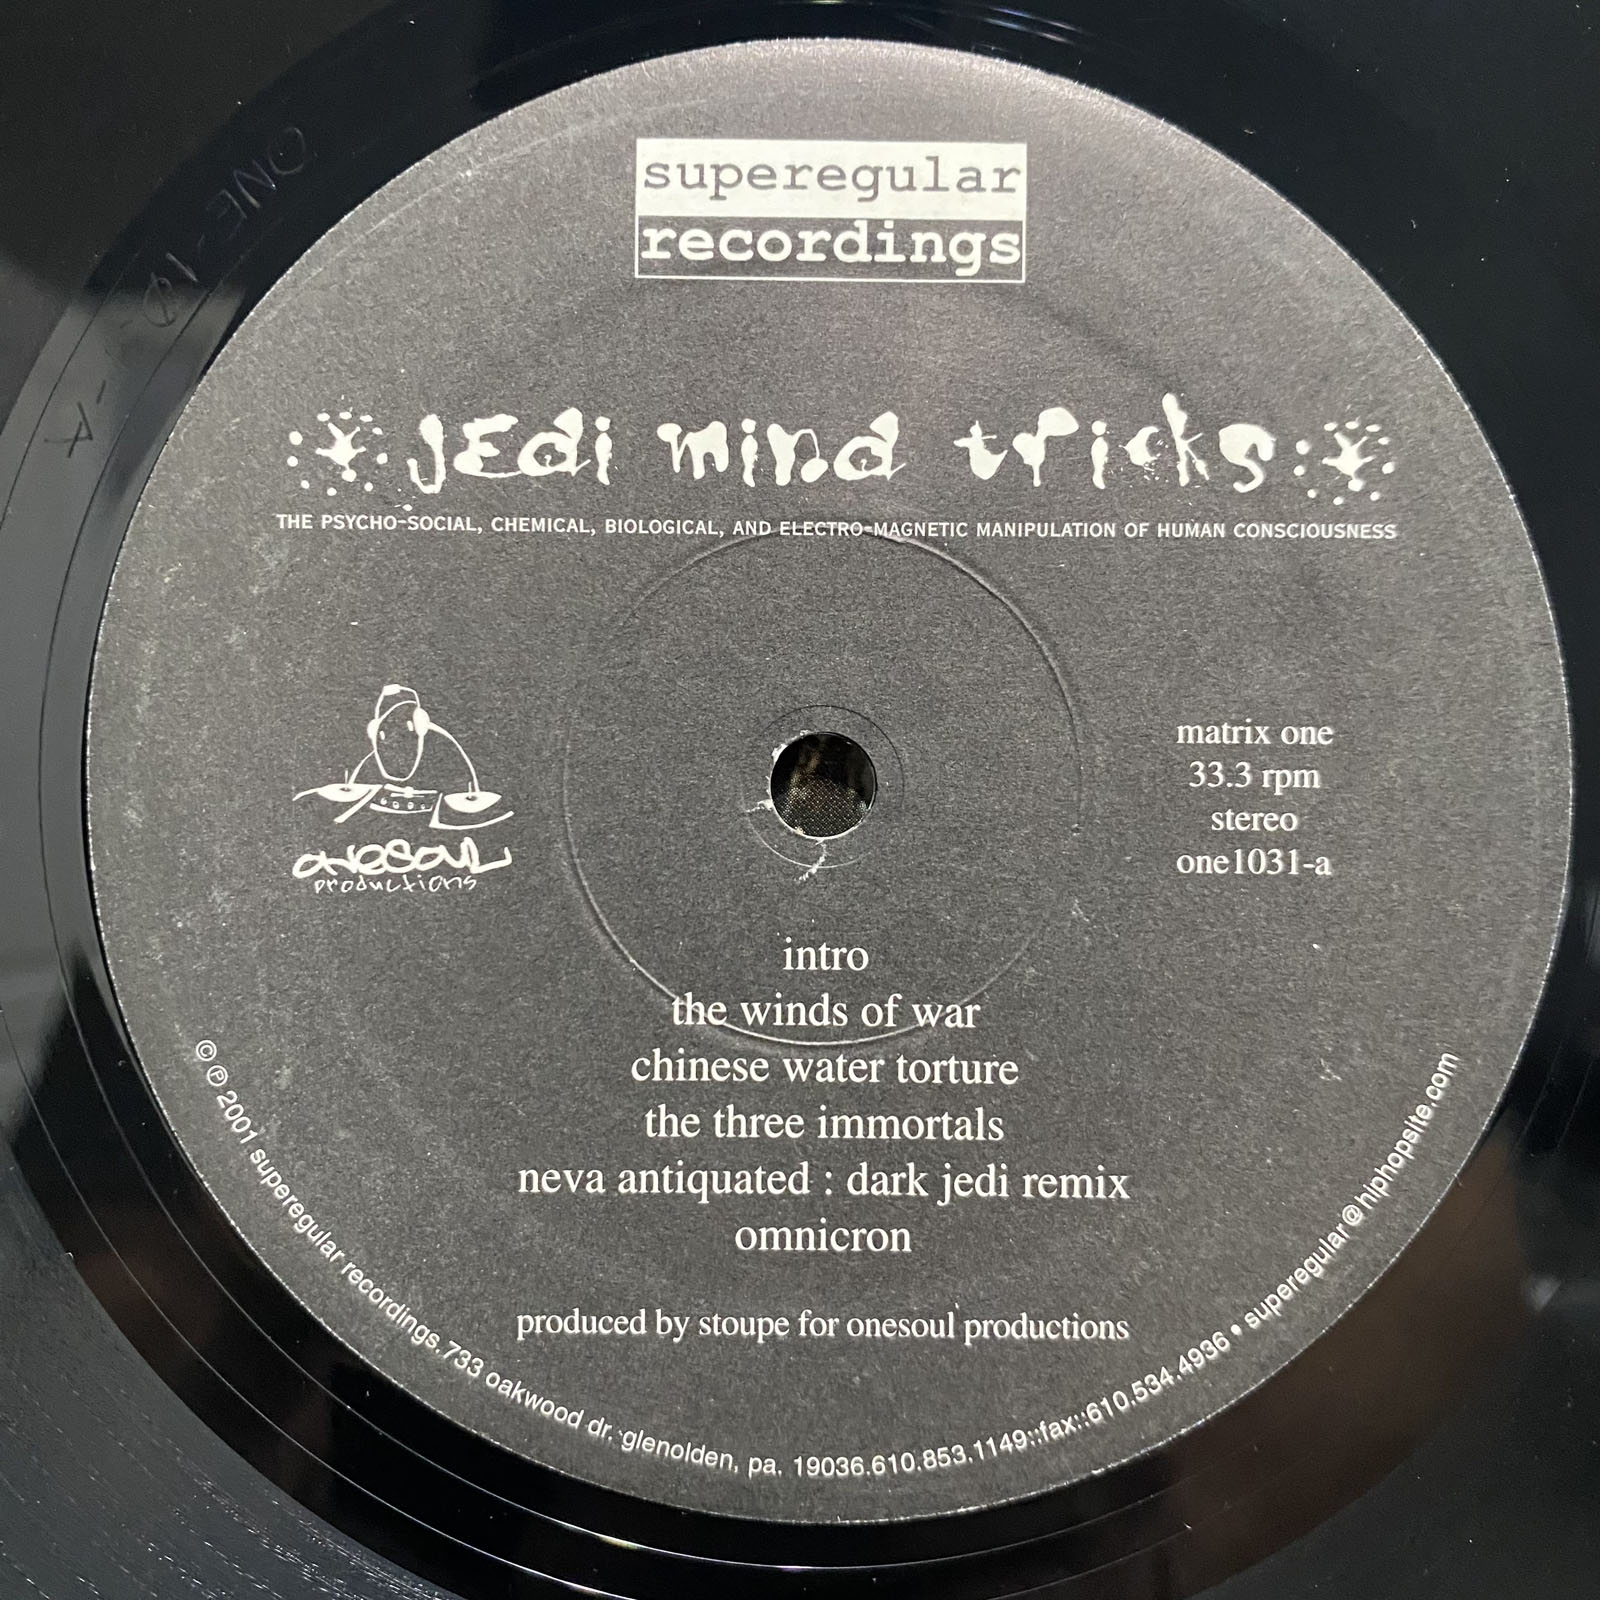 superegular
recordings
jedi mind tricks
THE PSYCHO-SOCIAL, CHEMICAL, BIOLOGICAL, AND ELECTRO-MAGNETIC MANIPULATION OF HUMAN CONSCIOUSNESS
onesoul
productions
matrix one
33.3 rpm
stereo
one1031-a
intro
the winds of war
chinese water torture
the three immortals
neva antiquated : dark jedi remix
omnicron
produced by stoupe for onesoul productions
© ℗ 2001 superegular recordings. 733 oakwood dr. glenolden, pa. 19036.610.853.1149::fax::610.534.4936 • superegular@hiphopsite.com